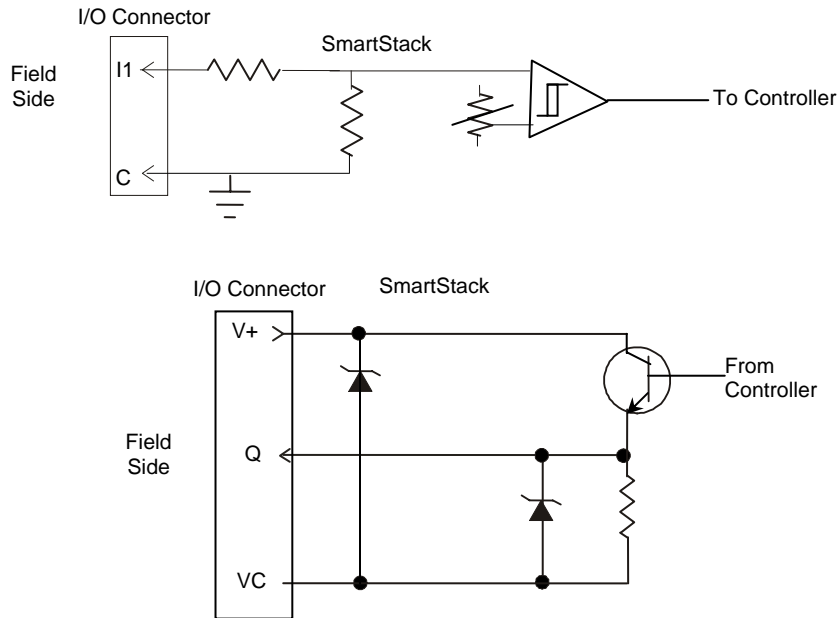 I/O Connector
SmartStack
Field
Side
I1
C
To Controller
I/O Connector
SmartStack
V+
From
Controller
Field
Side
Q
VC